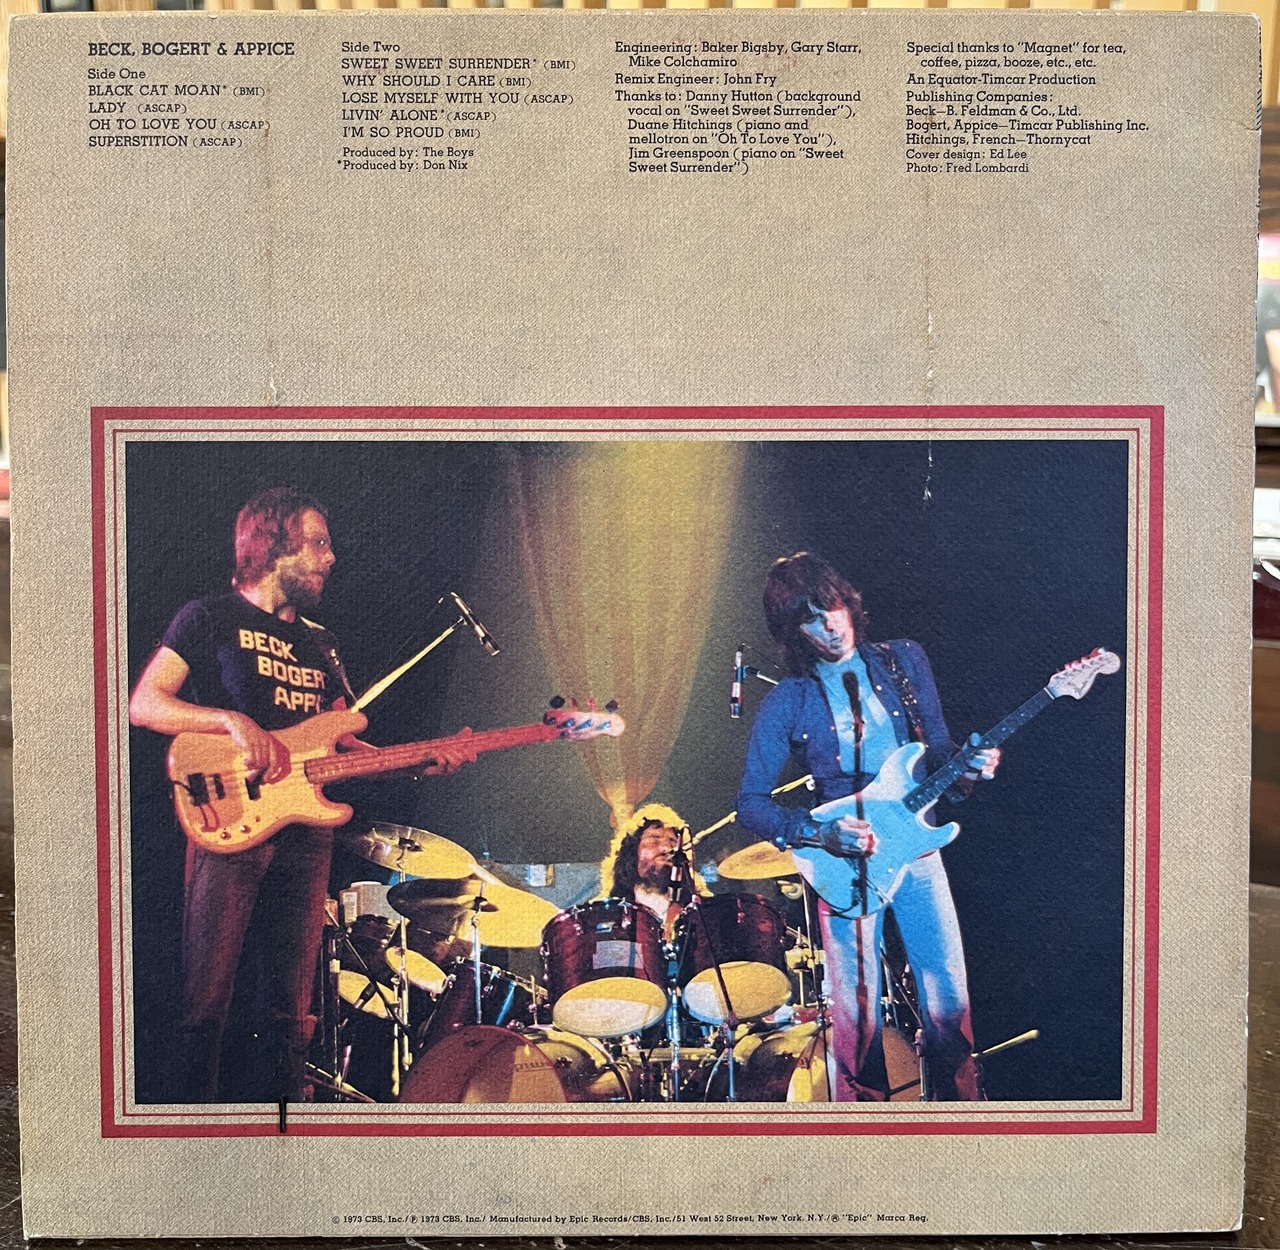 BECK, BOGERT & APPICE
Side One
BLACK CAT MOAN* (BMI)
LADY (ASCAP)
OH TO LOVE YOU (ASCAP)
SUPERSTITION (ASCAP)
Side Two
SWEET SWEET SURRENDER* (BMI)
WHY SHOULD I CARE (BMI)
LOSE MYSELF WITH YOU (ASCAP)
LIVIN' ALONE* (ASCAP)
I'M SO PROUD (BMI)
Produced by: The Boys
*Produced by: Don Nix
Engineering: Baker Bigsby, Gary Starr,
Mike Colchamiro
Remix Engineer: John Fry
Thanks to: Danny Hutton (background
vocal on "Sweet Sweet Surrender"),
Duane Hitchings (piano and
mellotron on "Oh To Love You"),
Jim Greenspoon (piano on "Sweet
Sweet Surrender")
Special thanks to "Magnet" for tea,
coffee, pizza, booze, etc., etc.
An Equator-Timcar Production
Publishing Companies:
Beck—B. Feldman & Co., Ltd.
Bogert, Appice—Timcar Publishing Inc.
Hitchings, French—Thornycat
Cover design: Ed Lee
Photo: Fred Lombardi
BECK
BOGER
APPI
© 1973 CBS, Inc./℗ 1973 CBS, Inc./ Manufactured by Epic Records/CBS, Inc./51 West 52 Street, New York, N.Y./® "Epic" Marca Reg.